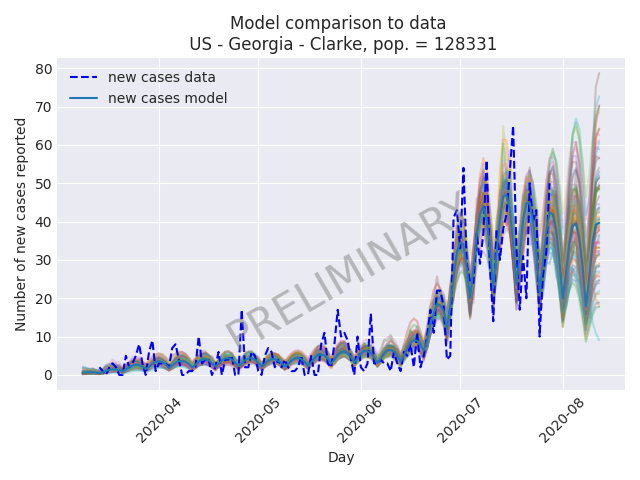 Model comparison to data
US - Georgia - Clarke, pop. = 128331
new cases data
new cases model
PRELIMINARY
Number of new cases reported
80
70
60
50
40
30
20
10
0
2020-04
2020-05
2020-06
2020-07
2020-08
Day